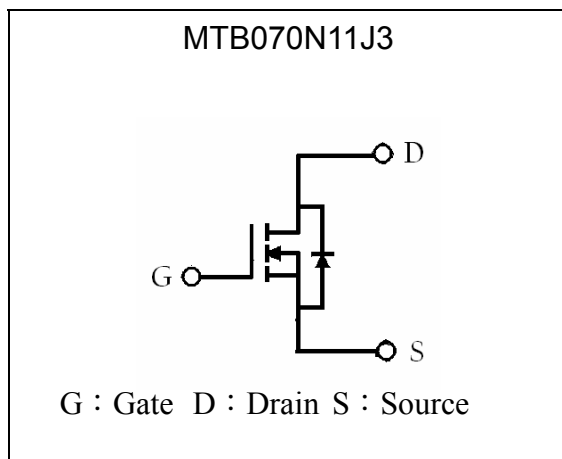 MTB070N11J3
D
G
S
G：Gate D：Drain S：Source